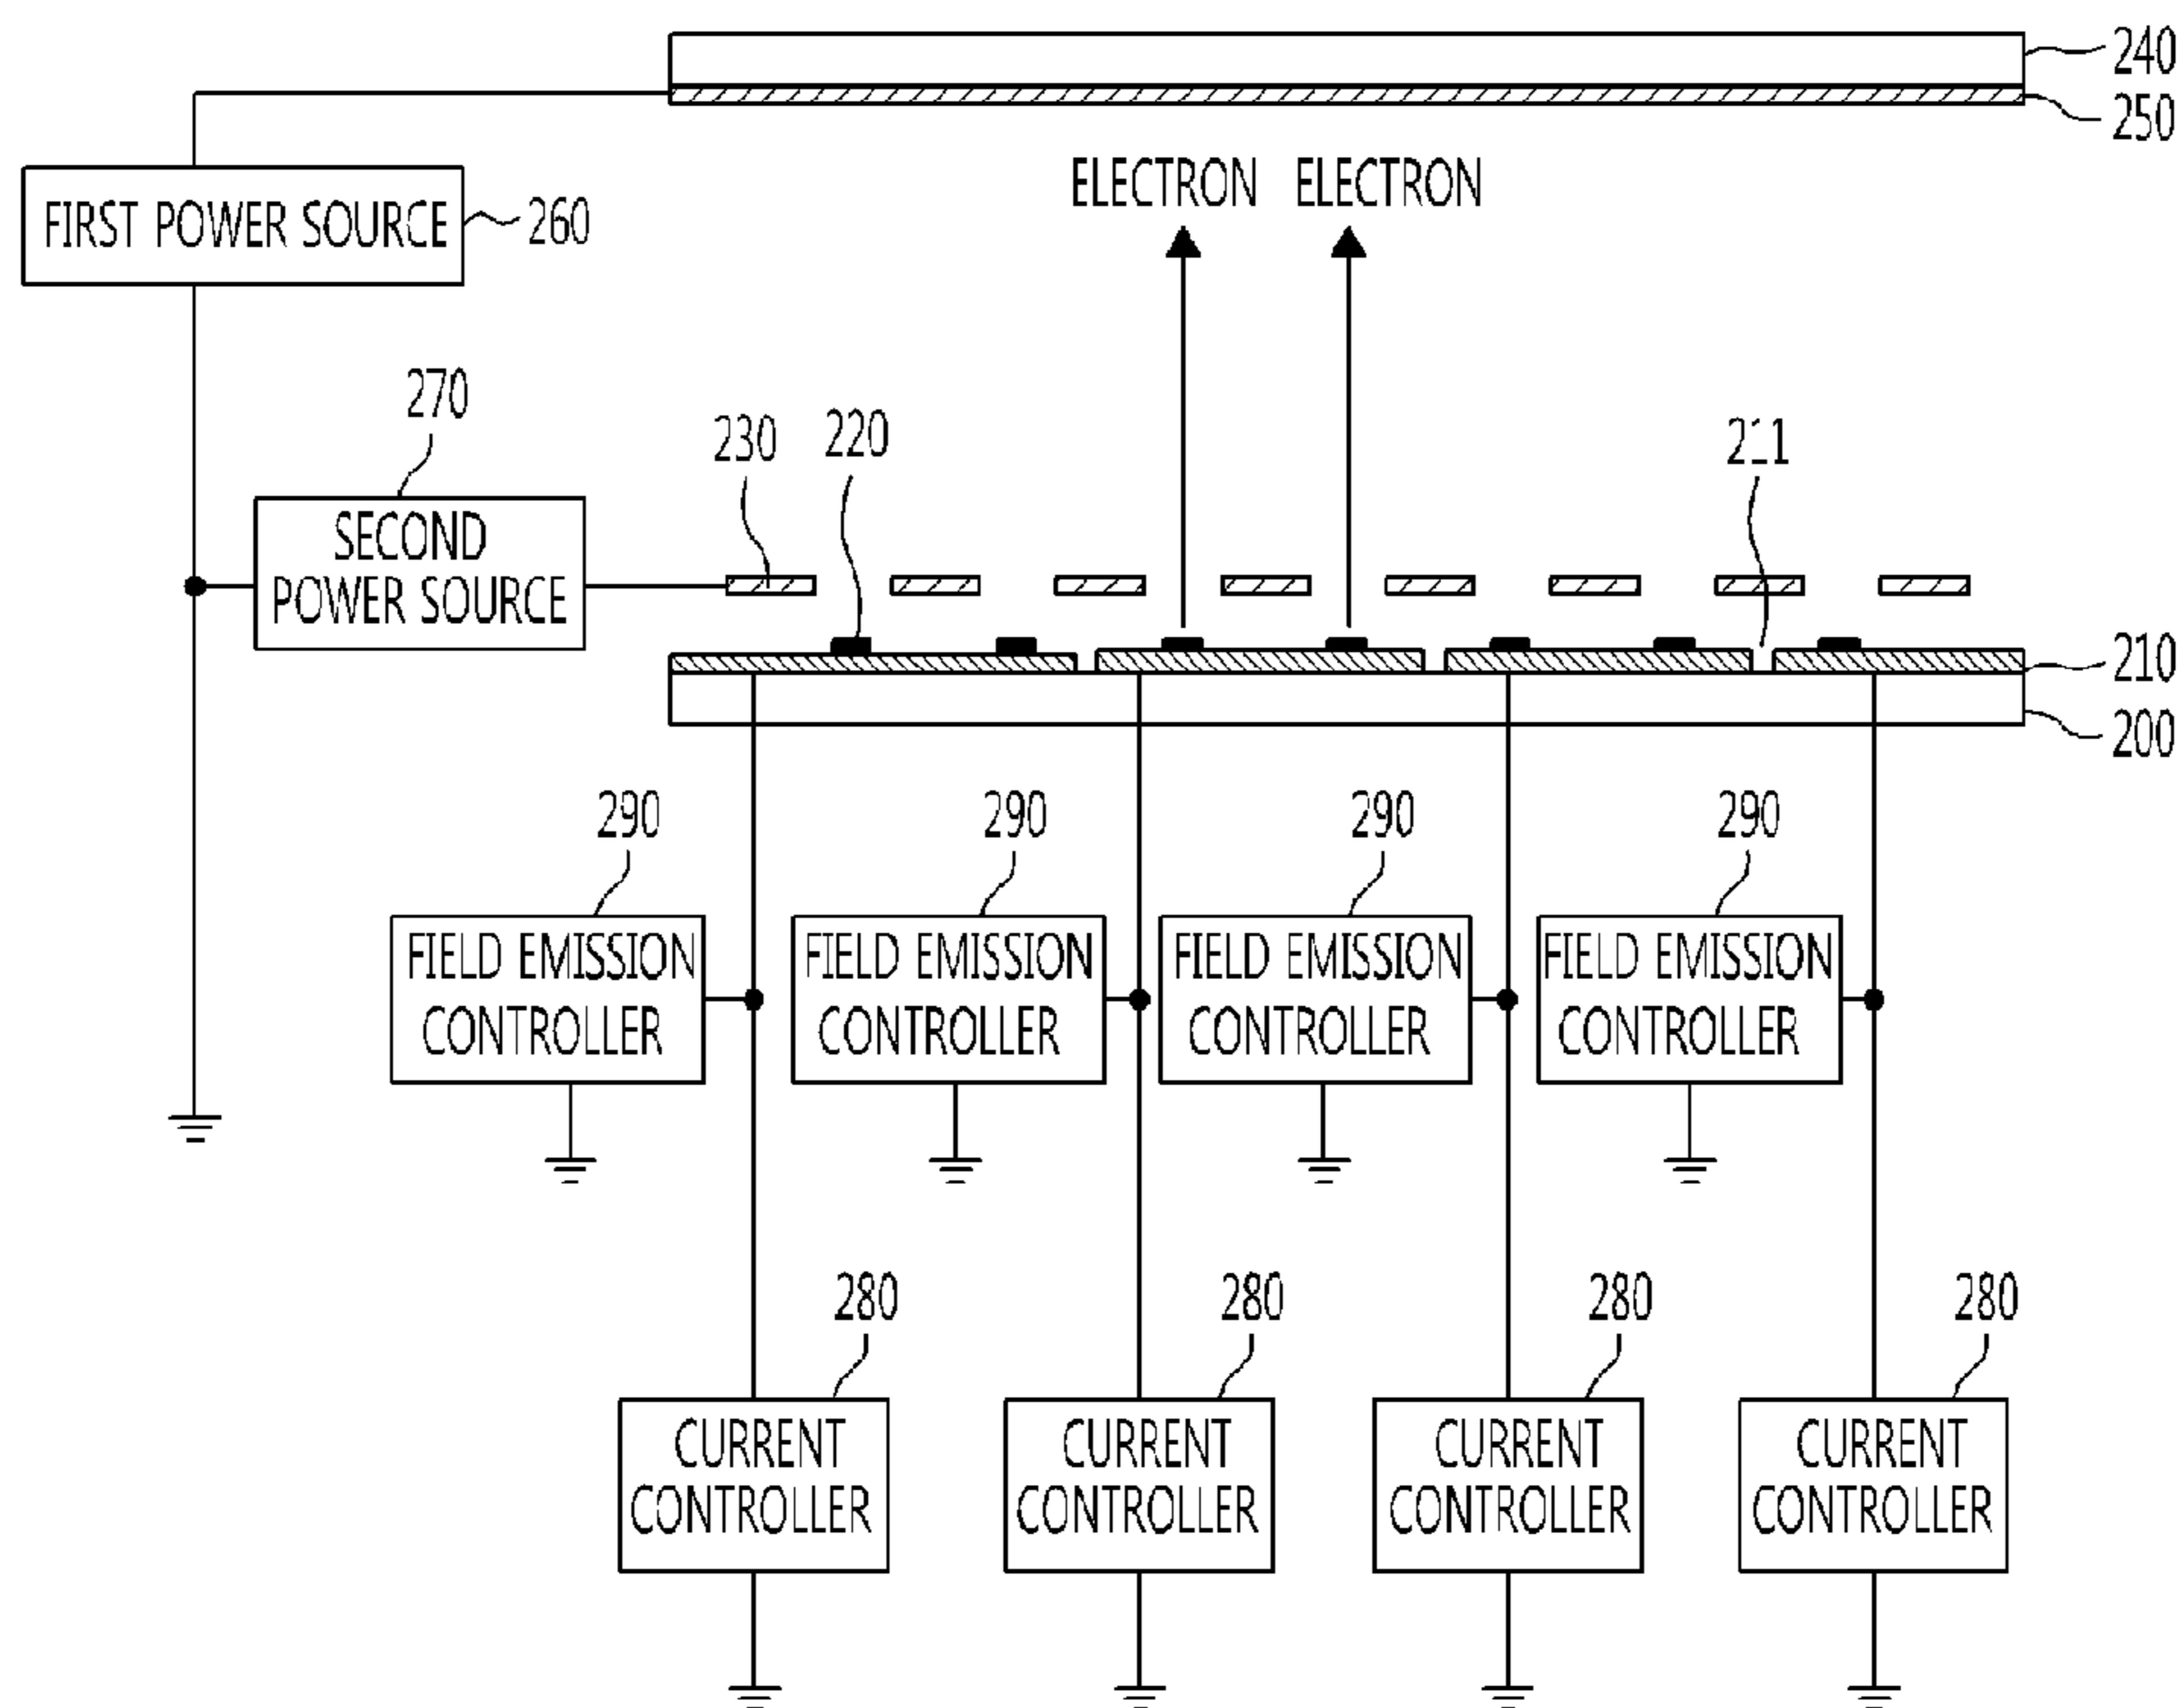 240
250
ELECTRON ELECTRON
FIRST POWER SOURCE
260
270
230
220
211
SECOND
POWER SOURCE
210
200
290
290
290
290
FIELD EMISSION
CONTROLLER
FIELD EMISSION
CONTROLLER
FIELD EMISSION
CONTROLLER
FIELD EMISSION
CONTROLLER
280
280
280
280
CURRENT
CONTROLLER
CURRENT
CONTROLLER
CURRENT
CONTROLLER
CURRENT
CONTROLLER